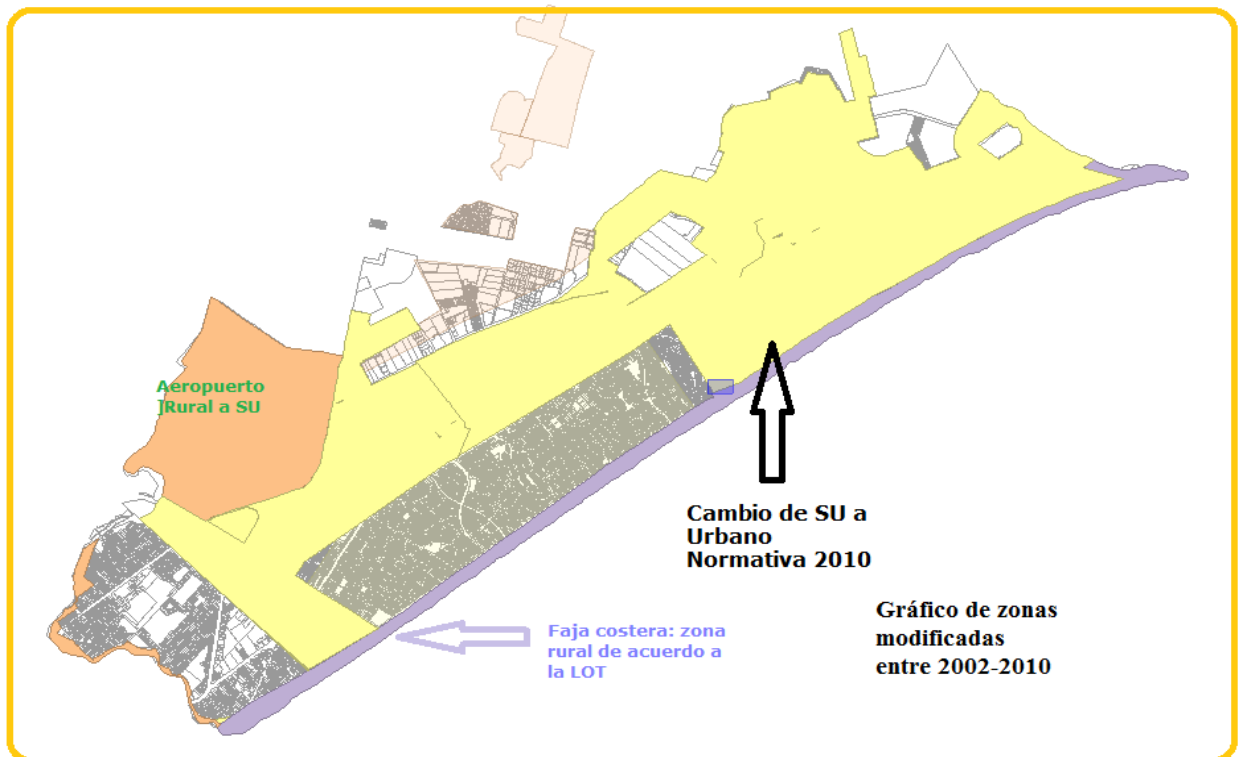 Aeropuerto
]Rural a SU
Cambio de SU a
Urbano
Normativa 2010
Faja costera: zona
rural de acuerdo a
la LOT
Gráfico de zonas
modificadas
entre 2002-2010